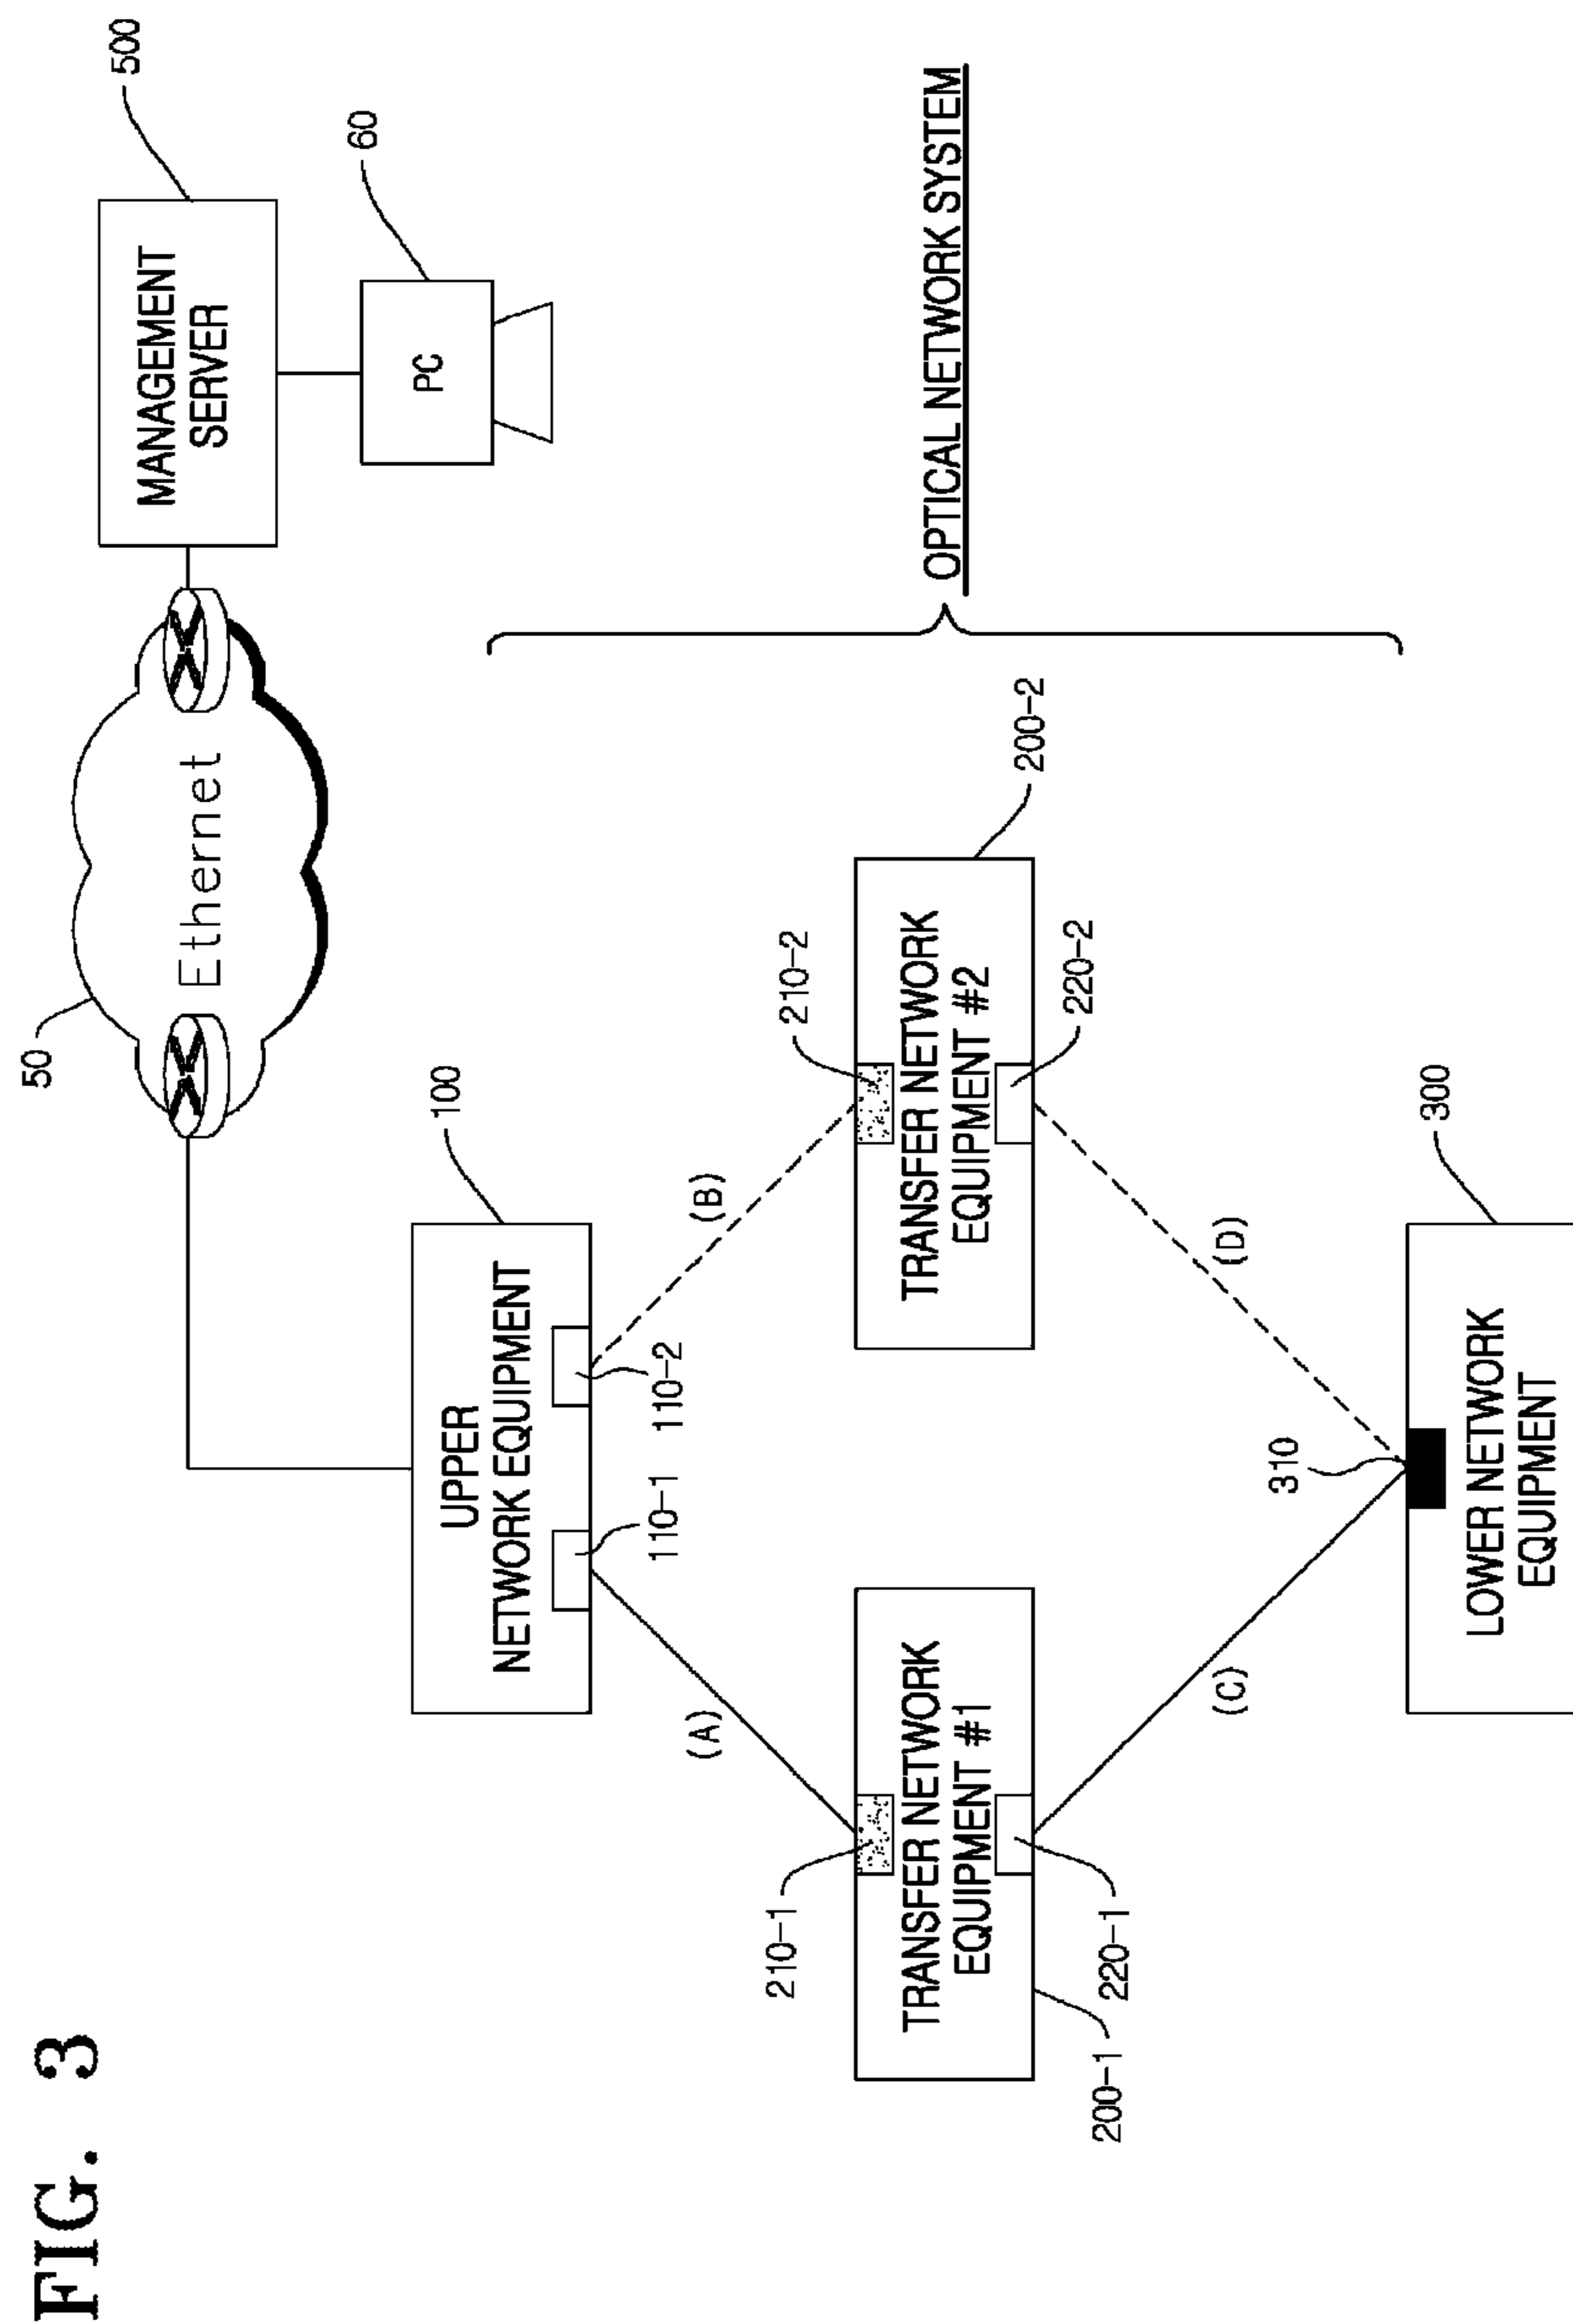 FIG. 3
50
Ethernet
MANAGEMENT
SERVER
500
PC
60
100
UPPER
NETWORK EQUIPMENT
110-1
110-2
(A)
(B)
OPTICAL NETWORK SYSTEM
210-1
TRANSFER NETWORK
EQUIPMENT #1
220-1
200-1
210-2
TRANSFER NETWORK
EQUIPMENT #2
220-2
200-2
(C)
(D)
310
300
LOWER NETWORK
EQUIPMENT